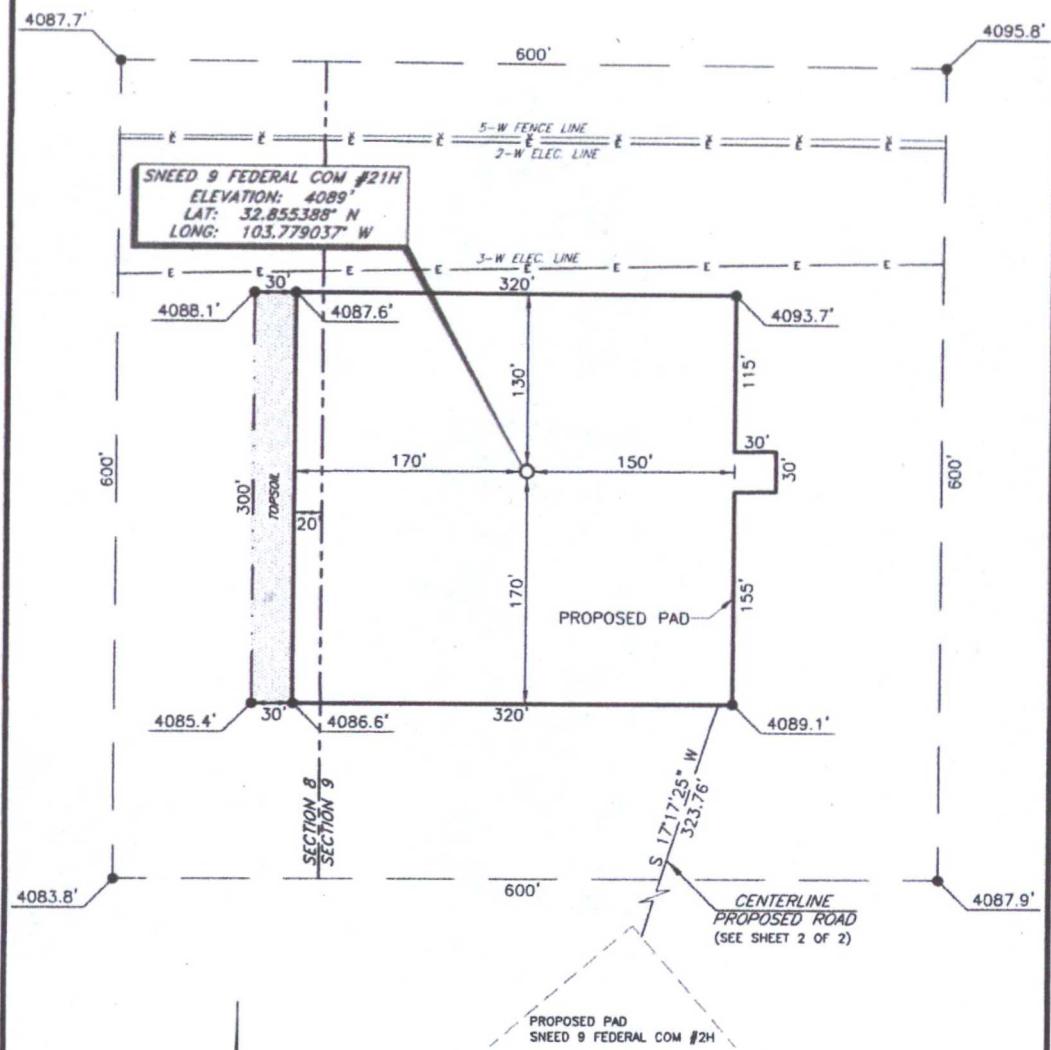 4087.7'
4095.8'
600'
5-W FENCE LINE
2-W ELEC. LINE
SNEED 9 FEDERAL COM #21H
ELEVATION: 4089'
LAT: 32.855388° N
LONG: 103.779037° W
3-W ELEC. LINE
E E E E E E E E
30'
320'
4088.1'
4087.6'
4093.7'
130'
115'
30'
30'
170'
150'
600'
300'
TOPSOIL
20'
600'
170'
155'
PROPOSED PAD
4085.4'
30'
4086.6'
320'
4089.1'
SECTION 8
SECTION 9
S 17°17'25" W
323.76'
4083.8'
600'
4087.9'
CENTERLINE
PROPOSED ROAD
(SEE SHEET 2 OF 2)
PROPOSED PAD
SNEED 9 FEDERAL COM #2H